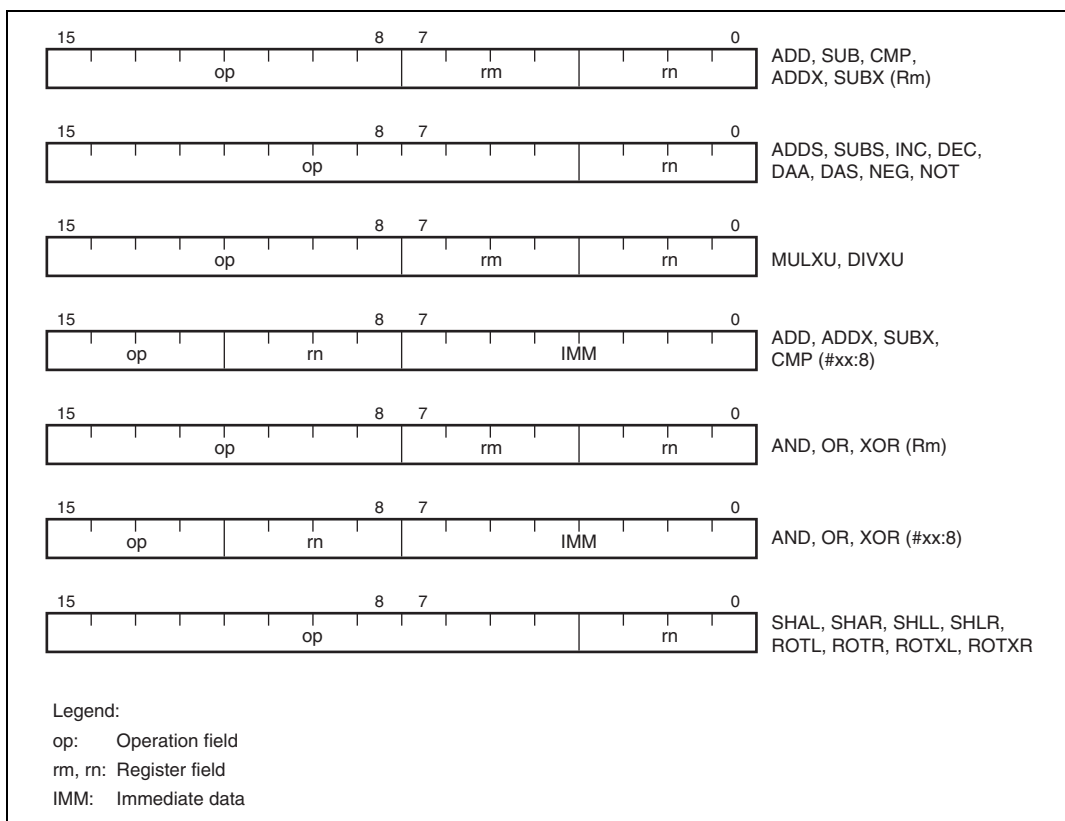 15 8 7 0
op rm rn
ADD, SUB, CMP,
ADDX, SUBX (Rm)
15 8 7 0
op rn
ADDS, SUBS, INC, DEC,
DAA, DAS, NEG, NOT
15 8 7 0
op rm rn
MULXU, DIVXU
15 8 7 0
op rn IMM
ADD, ADDX, SUBX,
CMP (#xx:8)
15 8 7 0
op rm rn
AND, OR, XOR (Rm)
15 8 7 0
op rn IMM
AND, OR, XOR (#xx:8)
15 8 7 0
op rn
SHAL, SHAR, SHLL, SHLR,
ROTL, ROTR, ROTXL, ROTXR
Legend:
op: Operation field
rm, rn: Register field
IMM: Immediate data